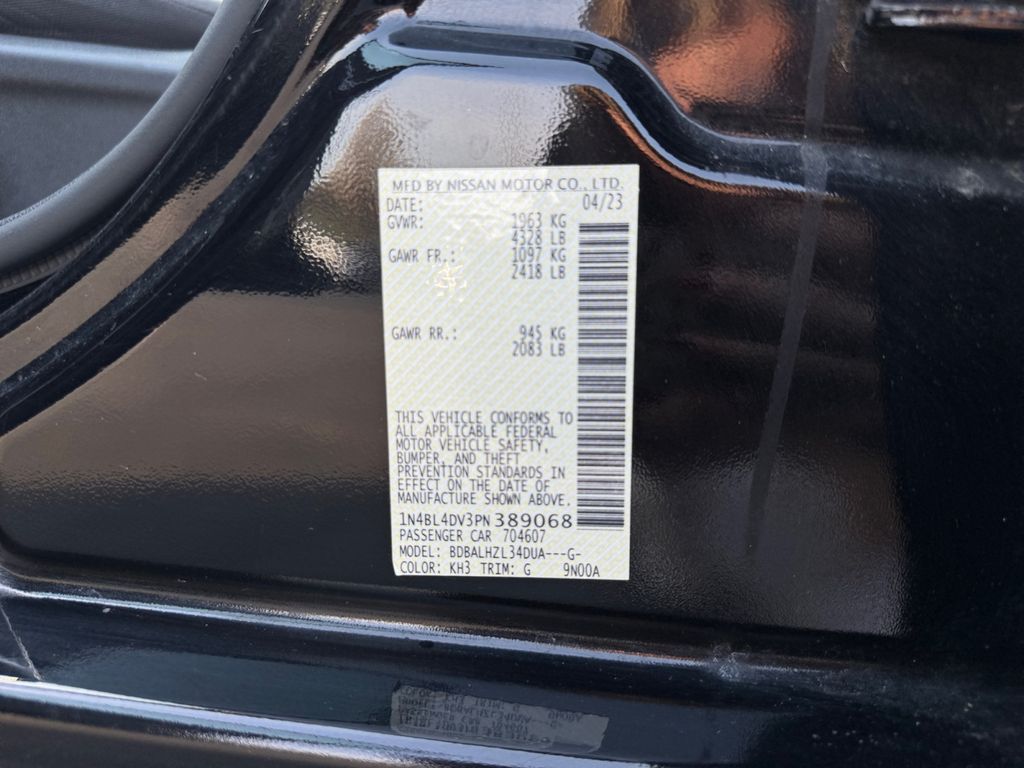 MFD BY NISSAN MOTOR CO., LTD.
DATE: 04/23
GVWR: 1963 KG
4328 LB
GAWR FR.: 1097 KG
2418 LB
GAWR RR.: 945 KG
2083 LB
THIS VEHICLE CONFORMS TO
ALL APPLICABLE FEDERAL
MOTOR VEHICLE SAFETY,
BUMPER, AND THEFT
PREVENTION STANDARDS IN
EFFECT ON THE DATE OF
MANUFACTURE SHOWN ABOVE.
1N4BL4DV3PN389068
PASSENGER CAR 704607
MODEL: BDBALHZL34DUA---G-
COLOR: KH3 TRIM: G 9N00A